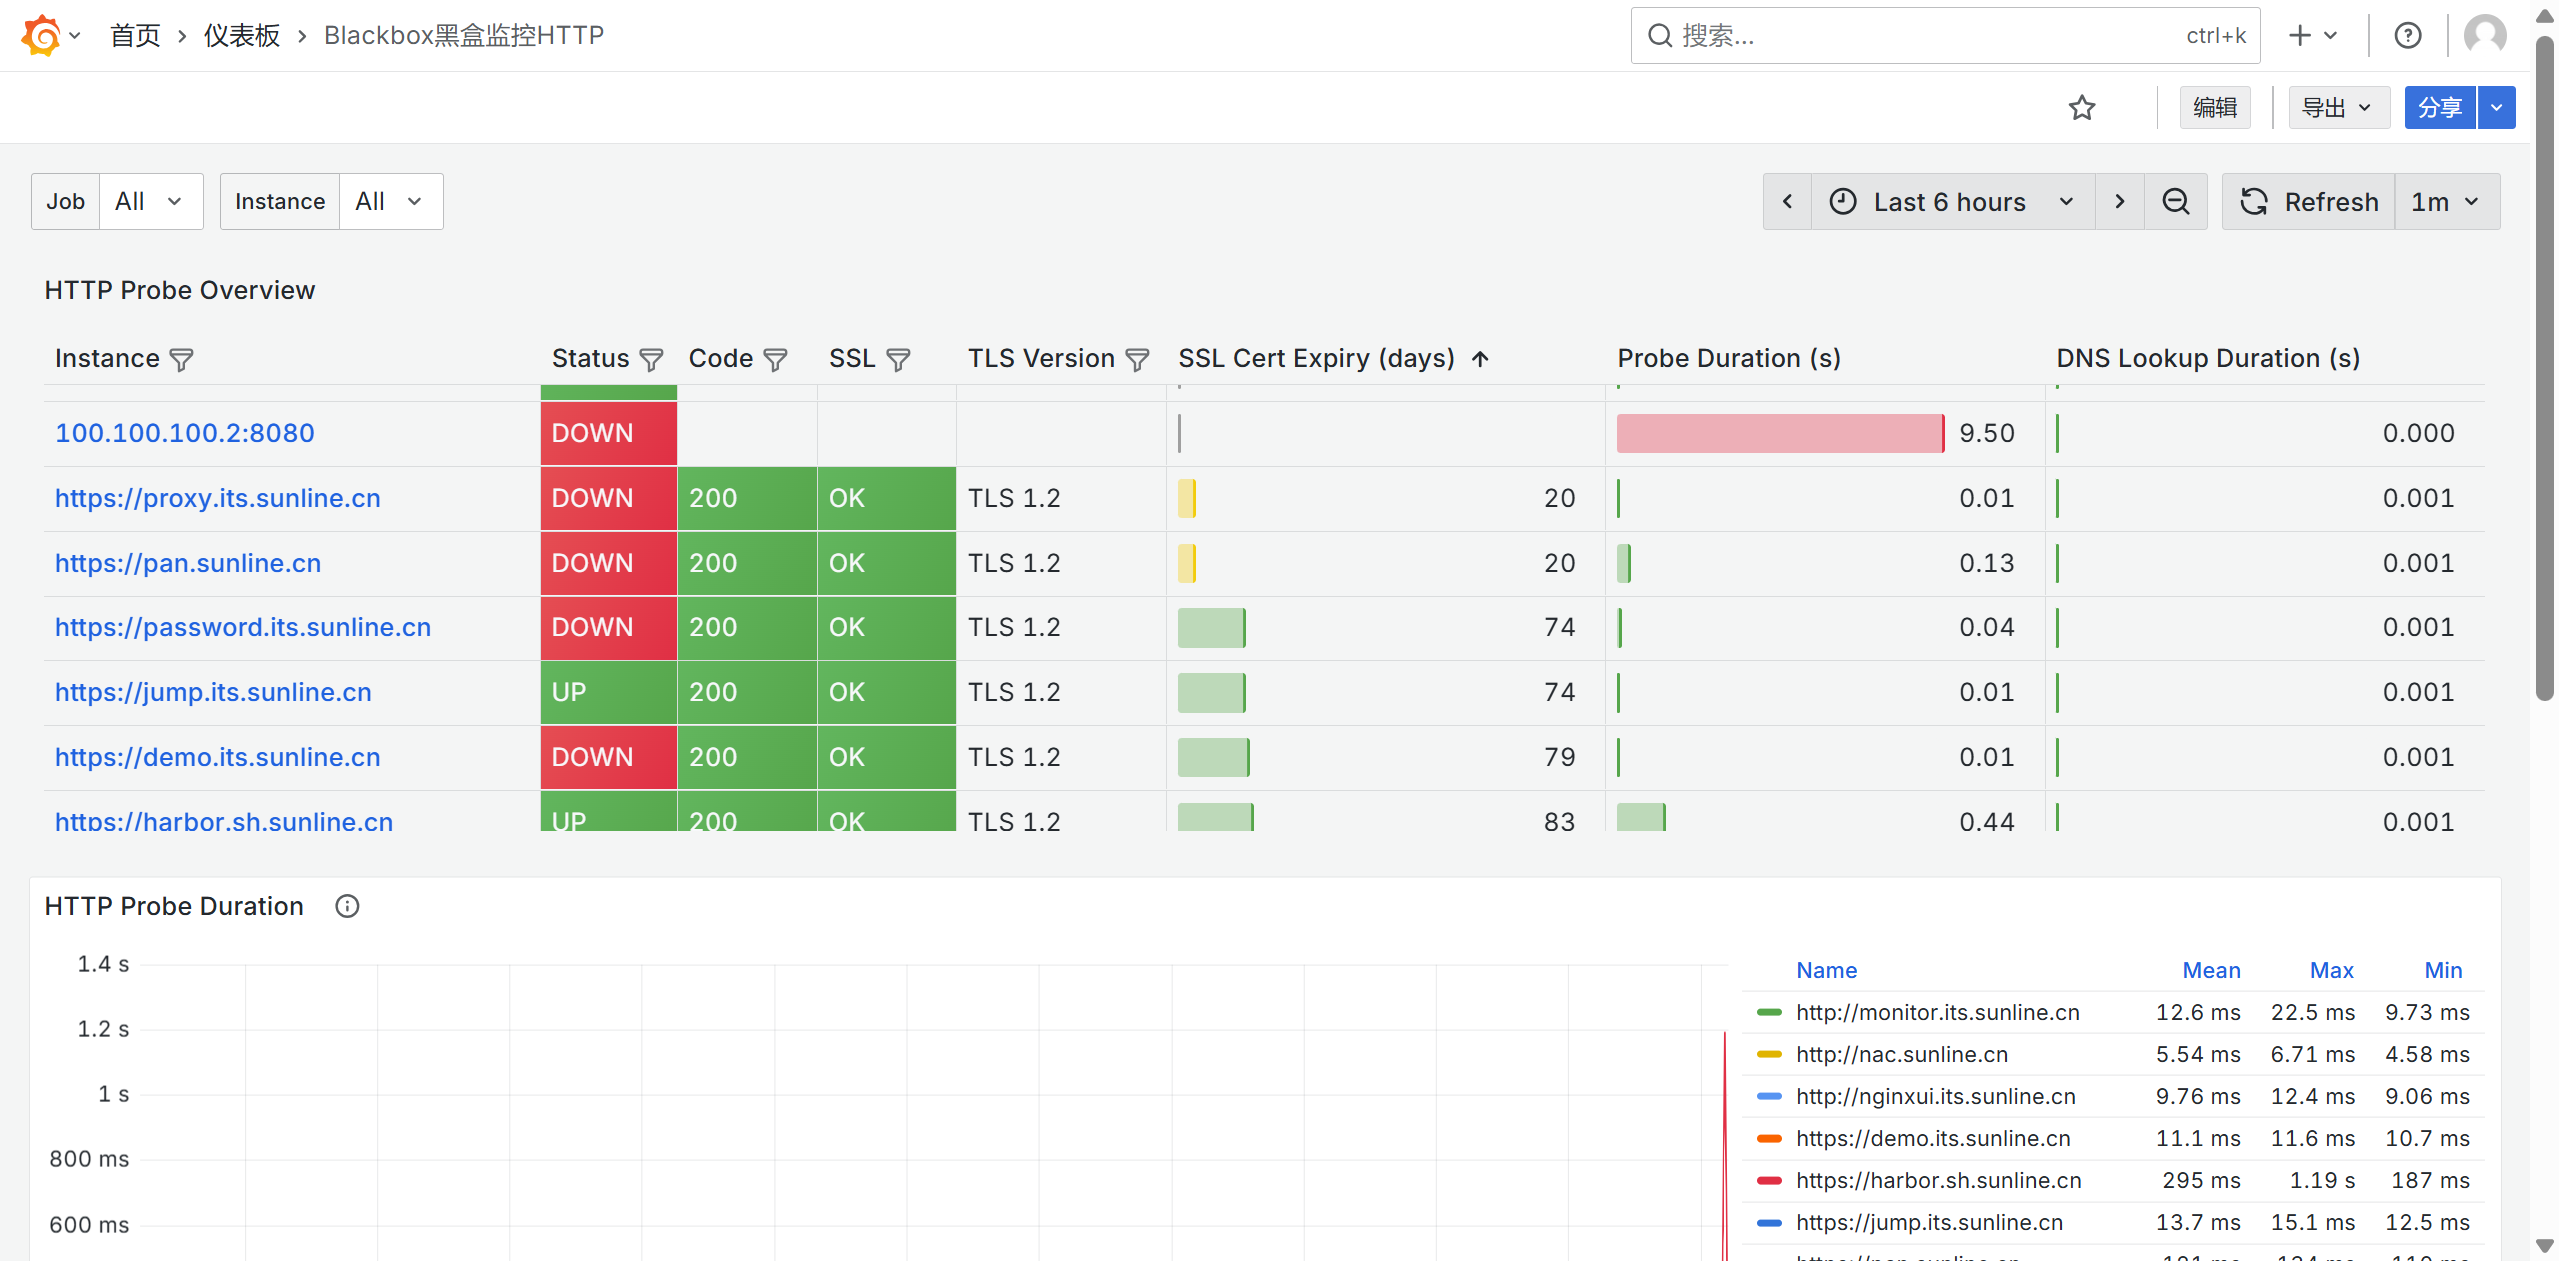 首页 › 仪表板 › Blackbox黑盒监控HTTP 搜索... ctrl+k
编辑 导出 分享
Job All Instance All Last 6 hours Refresh 1m
HTTP Probe Overview
Instance Status Code SSL TLS Version SSL Cert Expiry (days) Probe Duration (s) DNS Lookup Duration (s)
100.100.100.2:8080 DOWN 9.50 0.000
https://proxy.its.sunline.cn DOWN 200 OK TLS 1.2 20 0.01 0.001
https://pan.sunline.cn DOWN 200 OK TLS 1.2 20 0.13 0.001
https://password.its.sunline.cn DOWN 200 OK TLS 1.2 74 0.04 0.001
https://jump.its.sunline.cn UP 200 OK TLS 1.2 74 0.01 0.001
https://demo.its.sunline.cn DOWN 200 OK TLS 1.2 79 0.01 0.001
https://harbor.sh.sunline.cn UP 200 OK TLS 1.2 83 0.44 0.001
HTTP Probe Duration
1.4 s
1.2 s
1 s
800 ms
600 ms
Name Mean Max Min
http://monitor.its.sunline.cn 12.6 ms 22.5 ms 9.73 ms
http://nac.sunline.cn 5.54 ms 6.71 ms 4.58 ms
http://nginxui.its.sunline.cn 9.76 ms 12.4 ms 9.06 ms
https://demo.its.sunline.cn 11.1 ms 11.6 ms 10.7 ms
https://harbor.sh.sunline.cn 295 ms 1.19 s 187 ms
https://jump.its.sunline.cn 13.7 ms 15.1 ms 12.5 ms